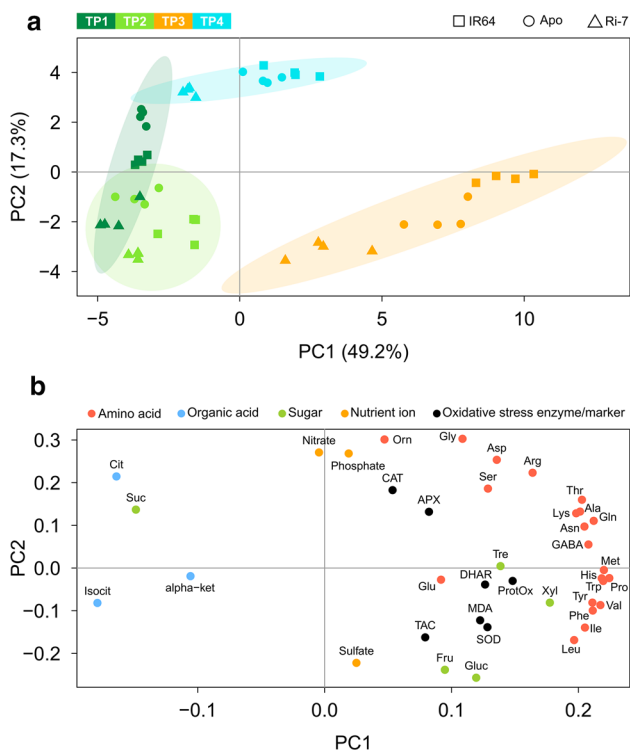 a
TP1 TP2 TP3 TP4
IR64 Apo Ri-7
PC2 (17.3%)
4
2
0
−2
−4
−5 0 5 10
PC1 (49.2%)
b
Amino acid Organic acid Sugar Nutrient ion Oxidative stress enzyme/marker
PC2
0.3
0.2
0.1
0.0
−0.1
−0.2
Nitrate
Orn
Gly
Phosphate
Asp
Cit
Arg
CAT
Ser
Suc
Thr
APX
Lys
Ala
Gln
Asn
GABA
Tre
Met
alpha-ket
Glu
DHAR
His
Pro
ProtOx
Trp
Isocit
Xyl
Tyr
Val
MDA
Phe
TAC
SOD
Ile
Leu
Sulfate
Fru
Gluc
−0.1 0.0 0.1 0.2
PC1